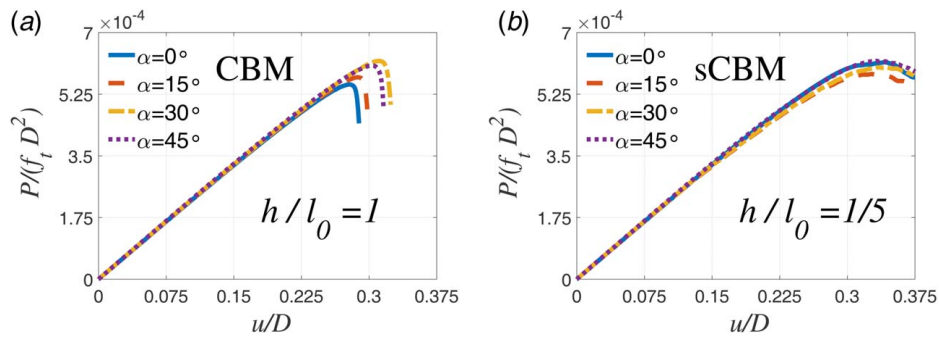 (a)
×10⁻⁴
7
5.25
3.5
1.75
0
P/(f_t D²)
α=0°
α=15°
α=30°
α=45°
CBM
h/l₀=1
0 0.075 0.15 0.225 0.3 0.375
u/D
(b)
×10⁻⁴
7
5.25
3.5
1.75
0
P/(f_t D²)
α=0°
α=15°
α=30°
α=45°
sCBM
h/l₀=1/5
0 0.075 0.15 0.225 0.3 0.375
u/D